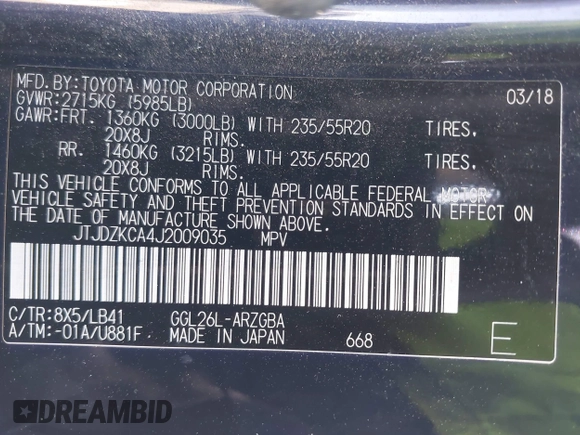 MFD.BY:TOYOTA MOTOR CORPORATION 03/18
GVWR:2715KG (5985LB)
GAWR:FRT. 1360KG (3000LB) WITH 235/55R20 TIRES.
20X8J RIMS.
RR. 1460KG (3215LB) WITH 235/55R20 TIRES.
20X8J RIMS.
THIS VEHICLE CONFORMS TO ALL APPLICABLE FEDERAL MOTOR
VEHICLE SAFETY AND THEFT PREVENTION STANDARDS IN EFFECT ON
THE DATE OF MANUFACTURE SHOWN ABOVE.
JTJDZKCA4J2009035 MPV
C/TR:8X5/LB41 GGL26L-ARZGBA
A/TM:-01A/U881F MADE IN JAPAN 668 E
DREAMBID